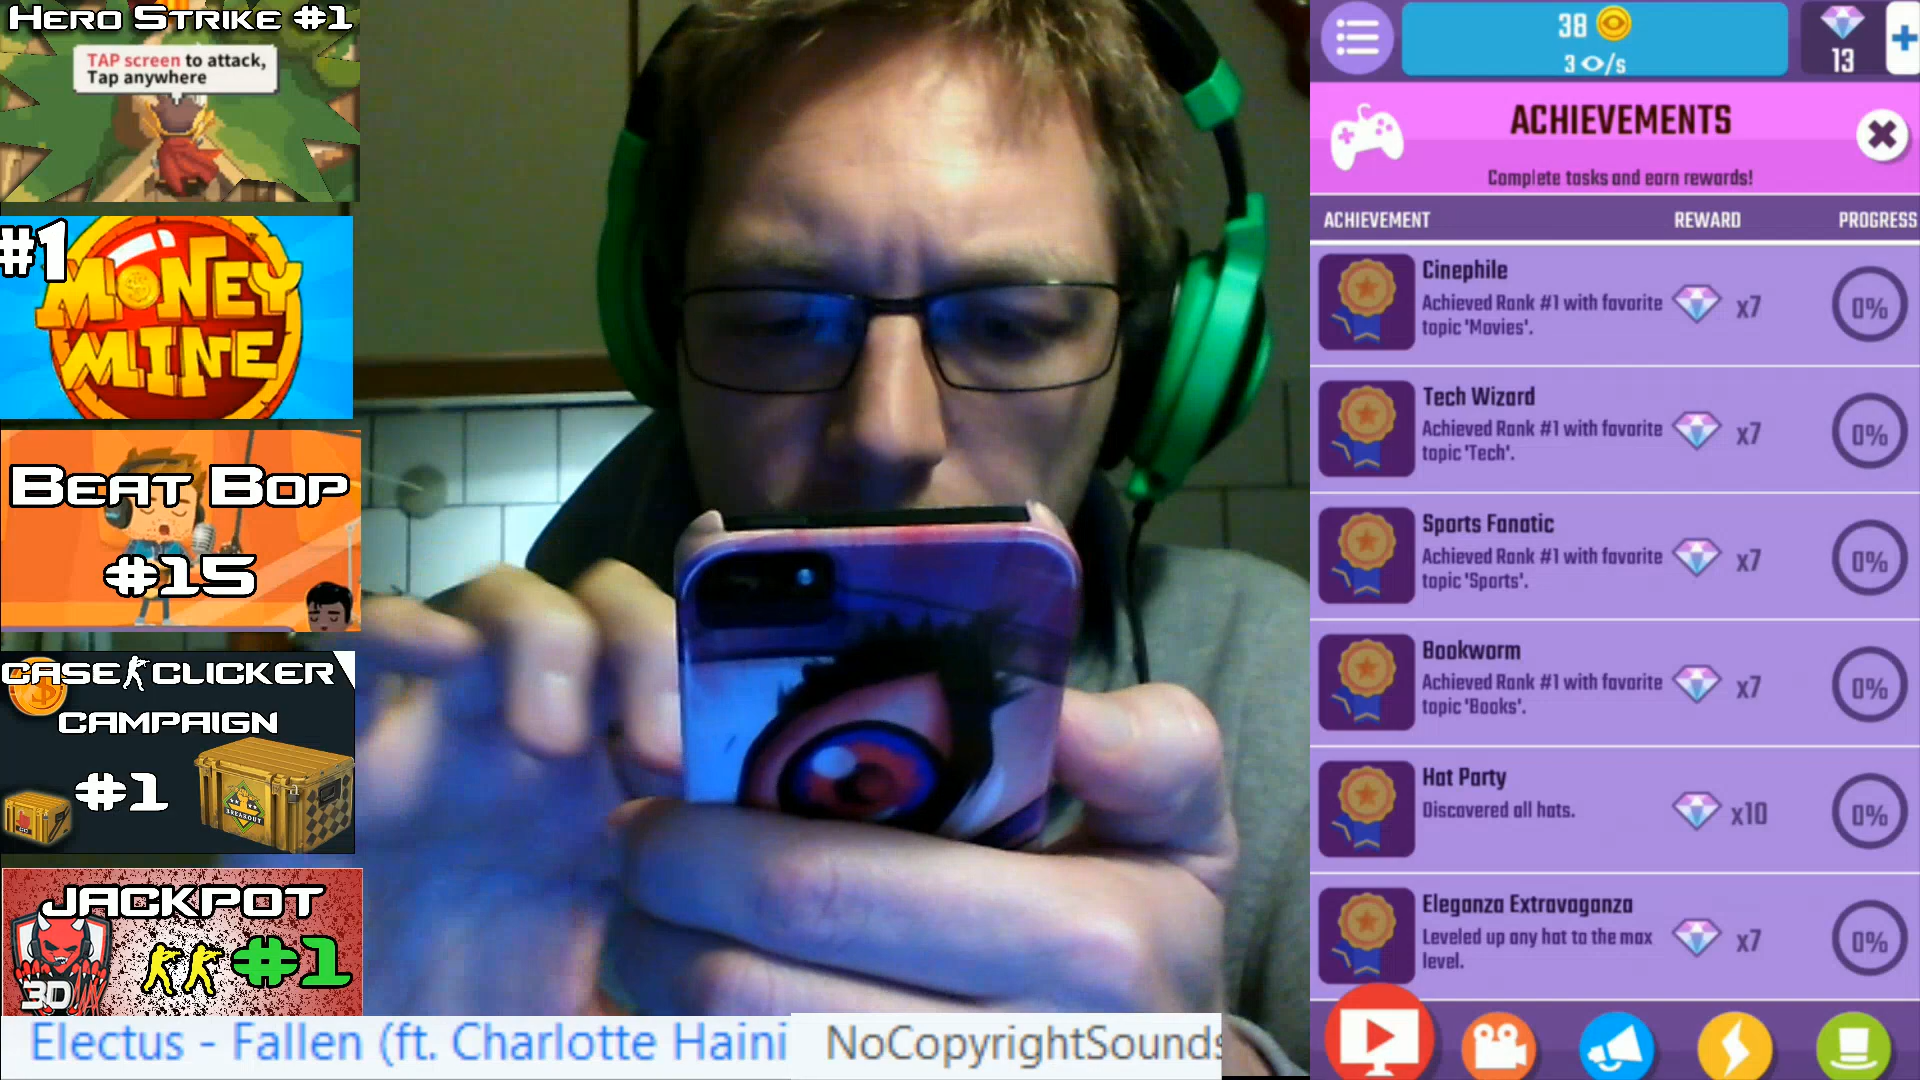 HERO STRIKE #1
TAP screen to attack,
Tap anywhere
#1
MONEY
MINE
BEAT BOP
#15
CASE CLICKER
CAMPAIGN
#1
BREAKOUT
JACKPOT
#1
3D
Electus - Fallen (ft. Charlotte Haini
NoCopyrightSounds
38
3 /s
13
ACHIEVEMENTS
Complete tasks and earn rewards!
ACHIEVEMENT REWARD PROGRESS
Cinephile
Achieved Rank #1 with favorite
topic 'Movies'.
x7
0%
Tech Wizard
Achieved Rank #1 with favorite
topic 'Tech'.
x7
0%
Sports Fanatic
Achieved Rank #1 with favorite
topic 'Sports'.
x7
0%
Bookworm
Achieved Rank #1 with favorite
topic 'Books'.
x7
0%
Hat Party
Discovered all hats.
x10
0%
Eleganza Extravaganza
Leveled up any hat to the max
level.
x7
0%